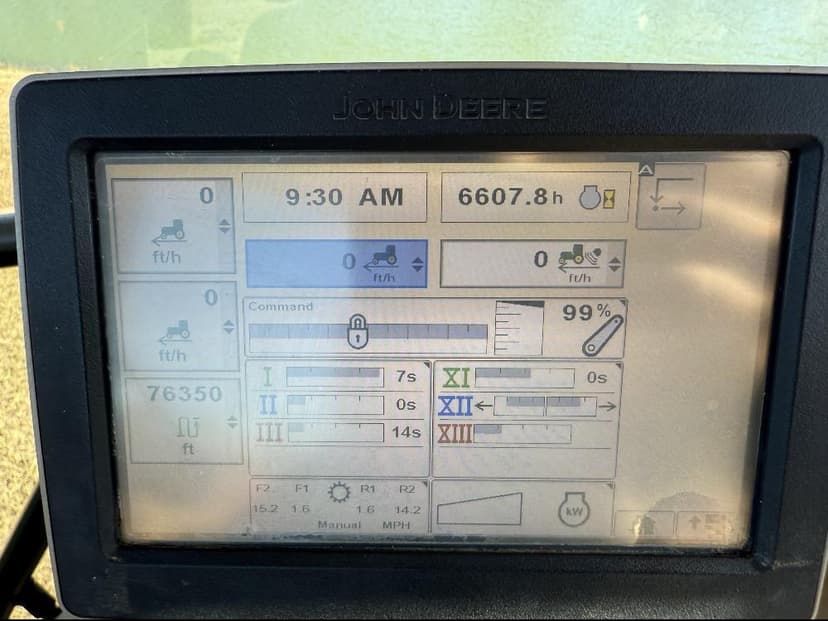 JOHN DEERE
0
ft/h
9:30 AM
6607.8h
A
0
ft/h
0
ft/h
0
ft/h
Command
99%
76350
ft
I 7s
II 0s
III 14s
XI 0s
XII
XIII
F2 F1 R1 R2
15.2 1.6 1.6 14.2
Manual MPH
kW